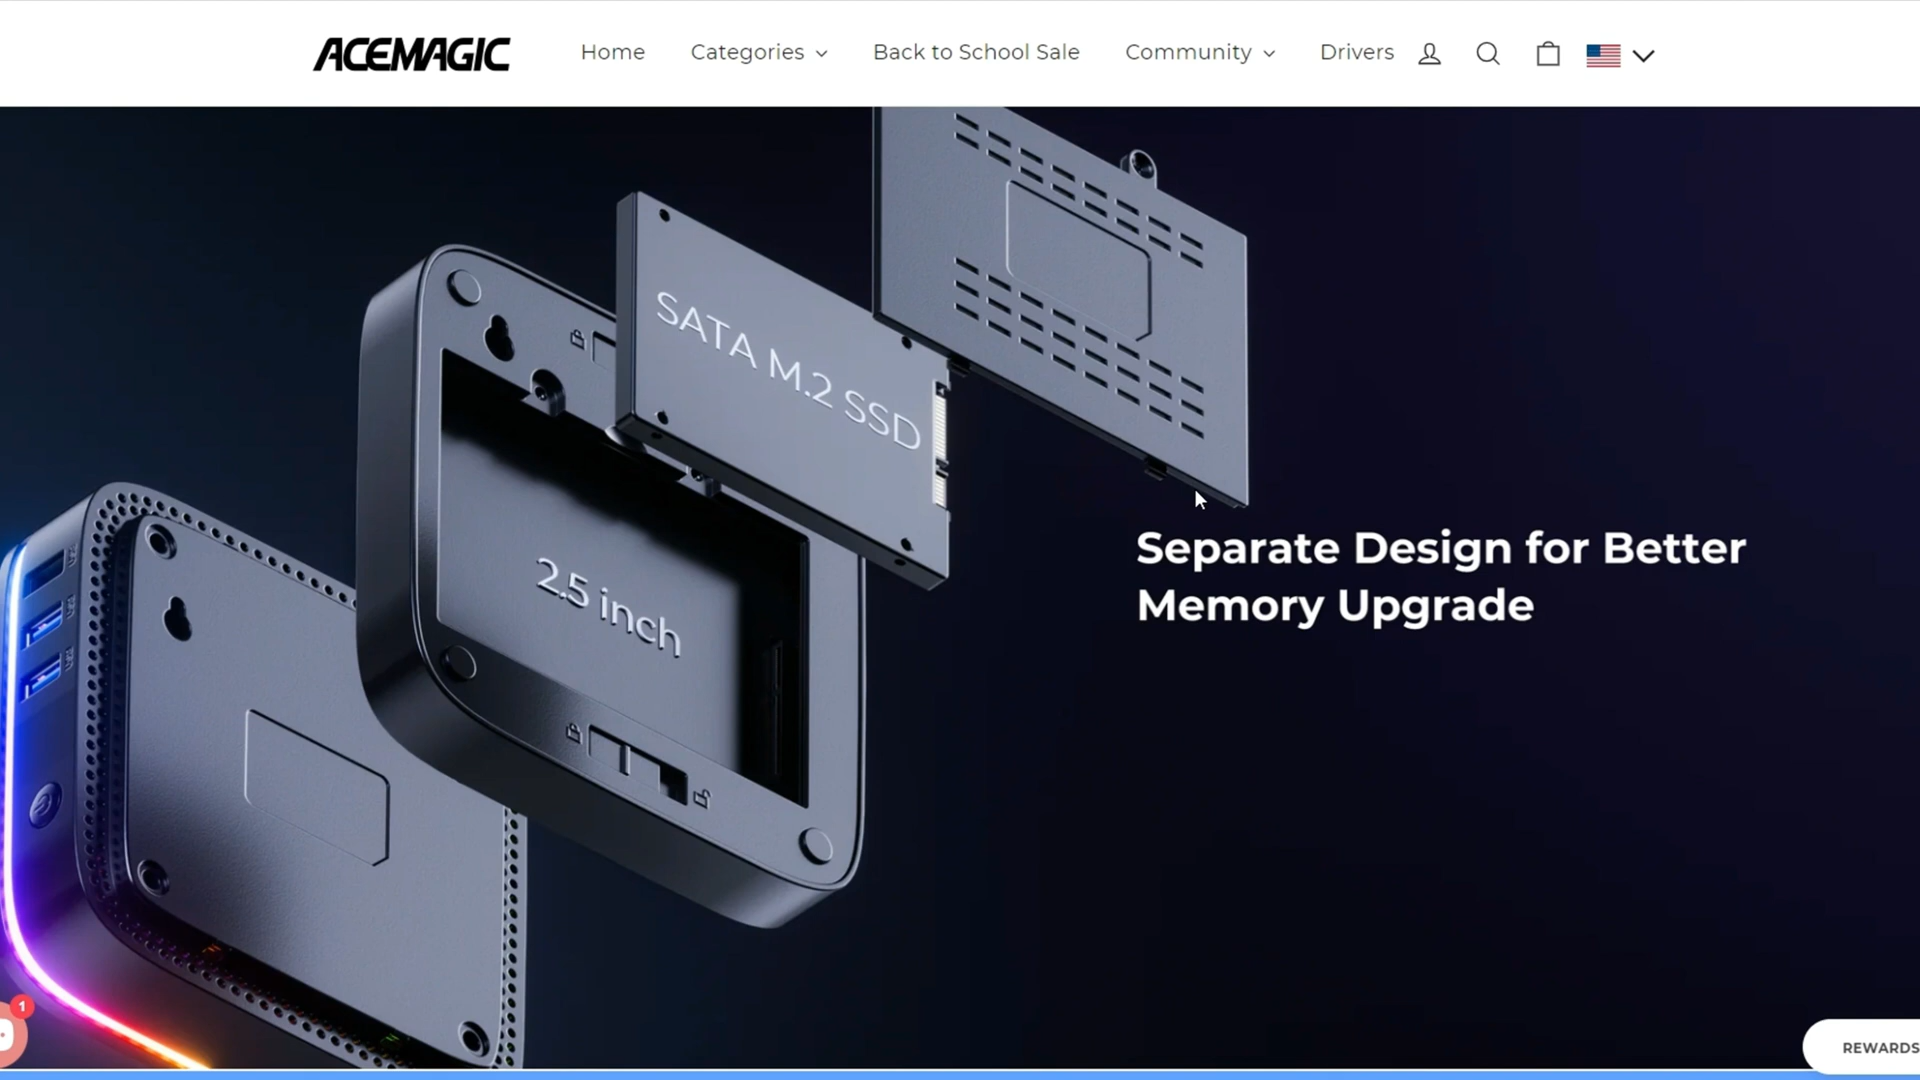 ACEMAGIC
Home
Categories
Back to School Sale
Community
Drivers
SATA M.2 SSD
2.5 inch
Separate Design for Better
Memory Upgrade
1
REWARDS